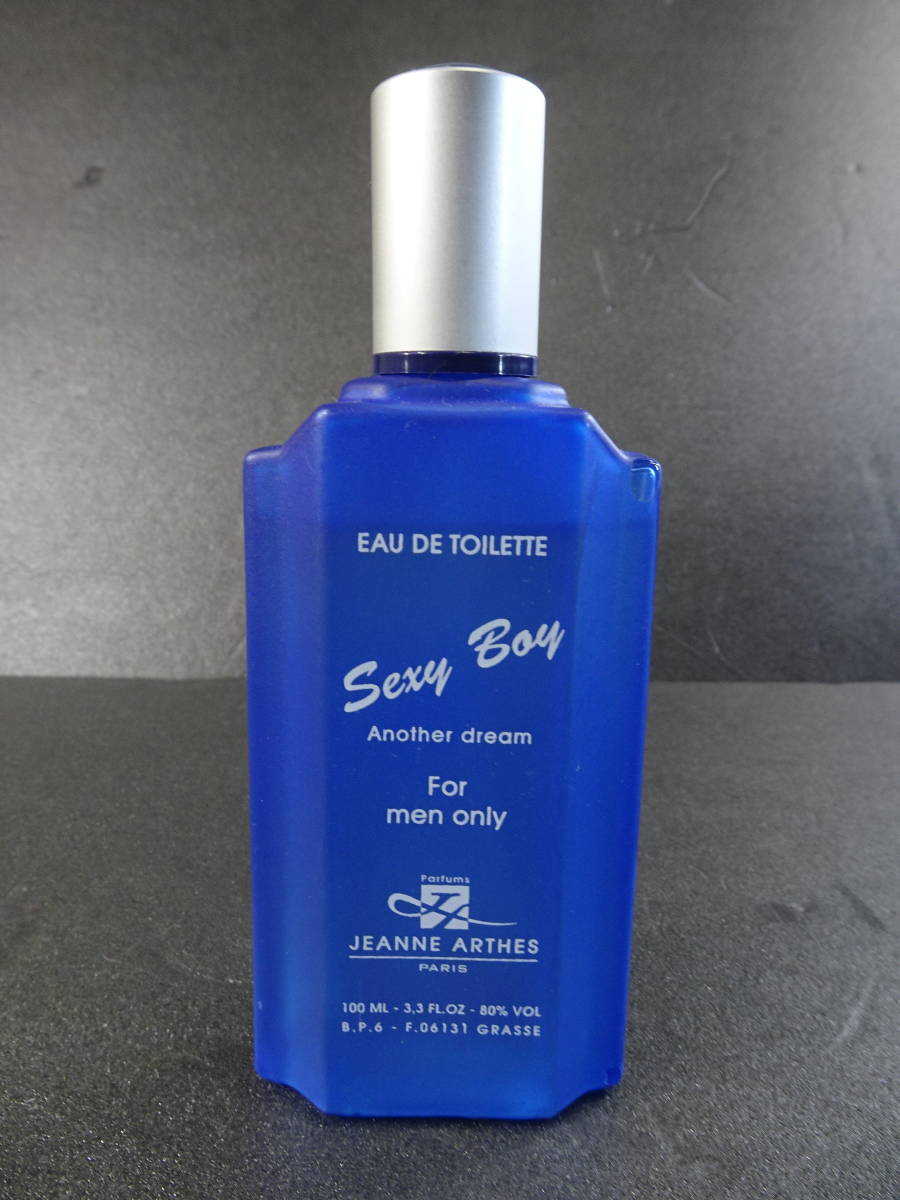 EAU DE TOILETTE
Sexy Boy
Another dream
For
men only
Parfums
JEANNE ARTHES
PARIS
100 ML - 3,3 FL.OZ - 80% VOL
B.P.6 - F.06131 GRASSE